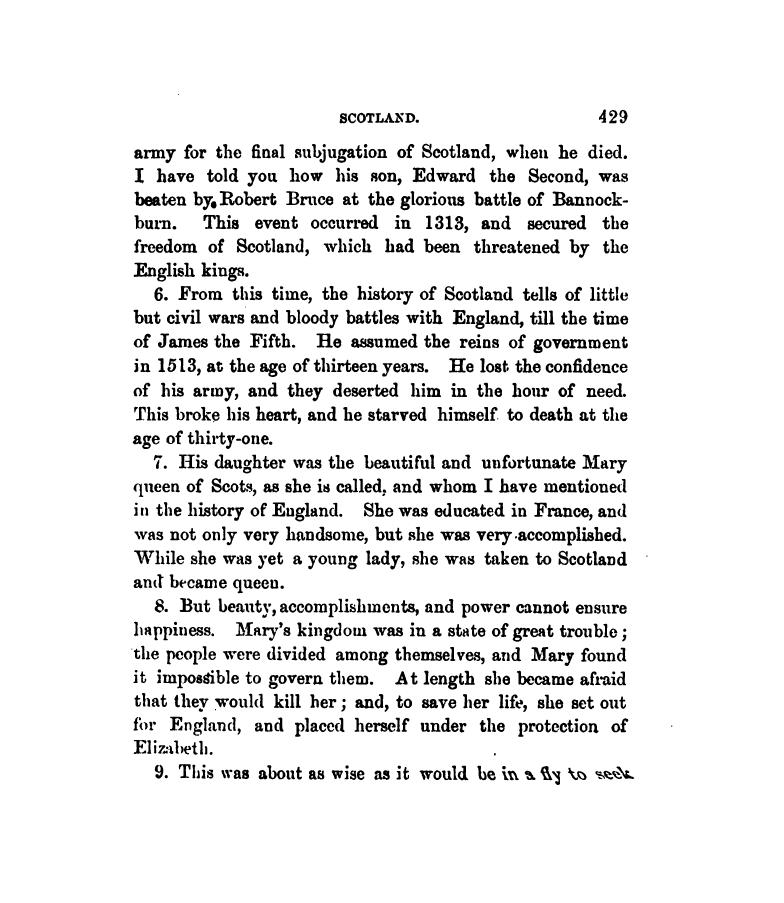 SCOTLAND. 429
army for the final subjugation of Scotland, when he died.
I have told you how his son, Edward the Second, was
beaten by Robert Bruce at the glorious battle of Bannock-
burn. This event occurred in 1313, and secured the
freedom of Scotland, which had been threatened by the
English kings.
6. From this time, the history of Scotland tells of little
but civil wars and bloody battles with England, till the time
of James the Fifth. He assumed the reins of government
in 1513, at the age of thirteen years. He lost the confidence
of his army, and they deserted him in the hour of need.
This broke his heart, and he starved himself to death at the
age of thirty-one.
7. His daughter was the beautiful and unfortunate Mary
queen of Scots, as she is called, and whom I have mentioned
in the history of England. She was educated in France, and
was not only very handsome, but she was very accomplished.
While she was yet a young lady, she was taken to Scotland
and became queen.
8. But beauty, accomplishments, and power cannot ensure
happiness. Mary's kingdom was in a state of great trouble;
the people were divided among themselves, and Mary found
it impossible to govern them. At length she became afraid
that they would kill her; and, to save her life, she set out
for England, and placed herself under the protection of
Elizabeth.
9. This was about as wise as it would be in a fly to seek